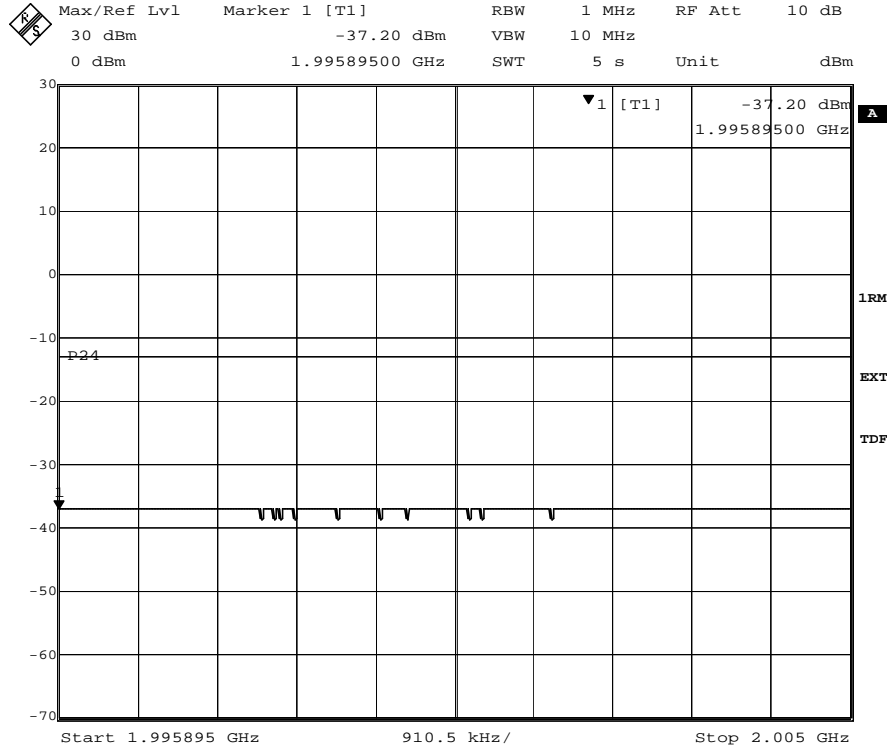 R S
Max/Ref Lvl Marker 1 [T1] RBW 1 MHz RF Att 10 dB
30 dBm -37.20 dBm VBW 10 MHz
0 dBm 1.99589500 GHz SWT 5 s Unit dBm
30
1 [T1] -37.20 dBm
A
1.99589500 GHz
20
10
0
1RM
-10
P24
EXT
-20
TDF
-30
1
-40
-50
-60
-70
Start 1.995895 GHz 910.5 kHz/ Stop 2.005 GHz